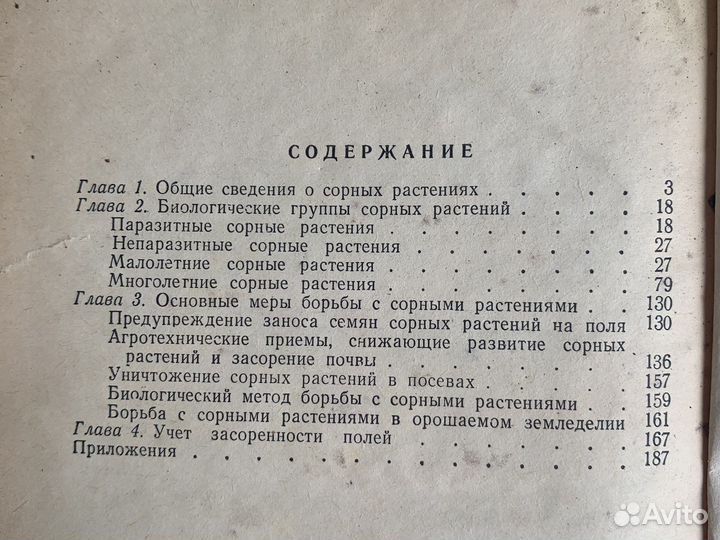 СОДЕРЖАНИЕ
Глава 1. Общие сведения о сорных растениях . . . . . 3
Глава 2. Биологические группы сорных растений . . . . 18
Паразитные сорные растения . . . . . . . 18
Непаразитные сорные растения . . . . . . 27
Малолетние сорные растения . . . . . . . 27
Многолетние сорные растения . . . . . . . 79
Глава 3. Основные меры борьбы с сорными растениями . . 130
Предупреждение заноса семян сорных растений на поля 130
Агротехнические приемы, снижающие развитие сорных
растений и засорение почвы . . . . . . . 136
Уничтожение сорных растений в посевах . . . . . 157
Биологический метод борьбы с сорными растениями . . 159
Борьба с сорными растениями в орошаемом земледелии 161
Глава 4. Учет засоренности полей . . . . . . . 167
Приложения . . . . . . . . . . . . . 187
Avito